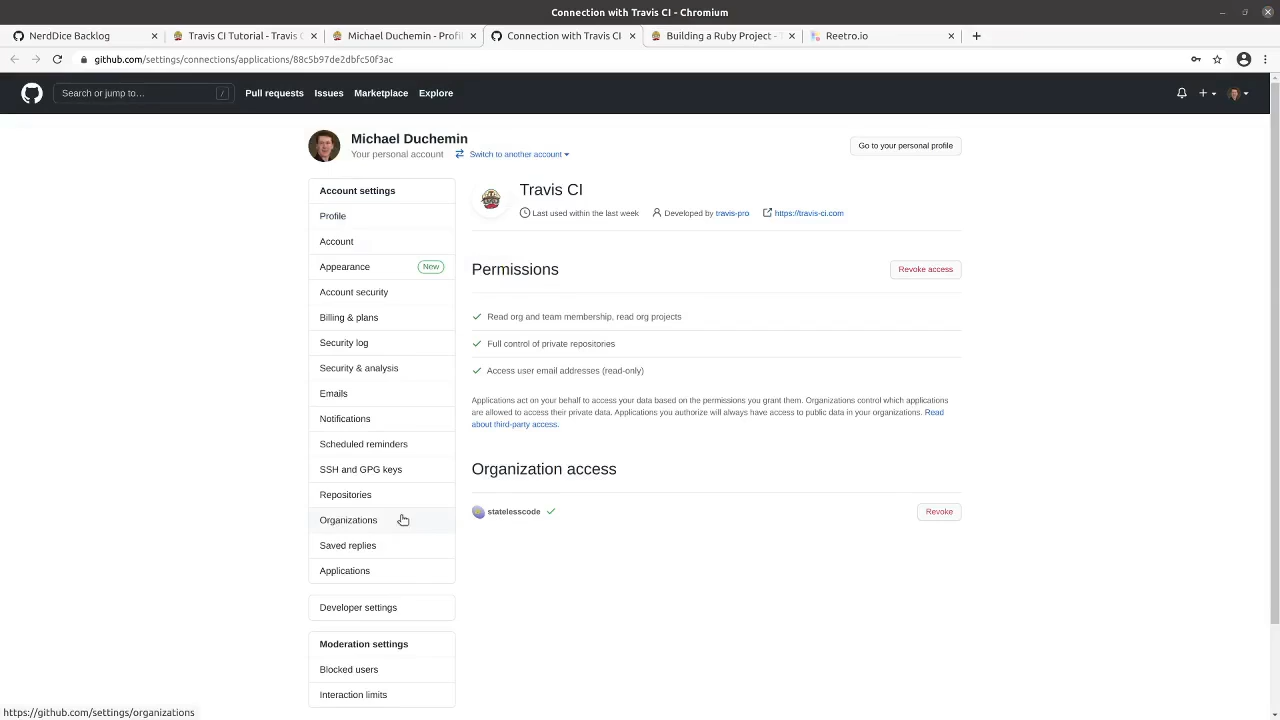 Connection with Travis CI - Chromium
NerdDice Backlog
Travis CI Tutorial - Travis C
Michael Duchemin - Profil
Connection with Travis CI
Building a Ruby Project - T
Reetro.io
github.com/settings/connections/applications/88c5b97de2dbfc50f3ac
Search or jump to…
/
Pull requests
Issues
Marketplace
Explore
Michael Duchemin
Your personal account
Switch to another account
Go to your personal profile
Account settings
Profile
Account
Appearance
New
Account security
Billing & plans
Security log
Security & analysis
Emails
Notifications
Scheduled reminders
SSH and GPG keys
Repositories
Organizations
Saved replies
Applications
Developer settings
Moderation settings
Blocked users
Interaction limits
Travis CI
Last used within the last week
Developed by travis-pro
https://travis-ci.com
Permissions
Revoke access
Read org and team membership, read org projects
Full control of private repositories
Access user email addresses (read-only)
Applications act on your behalf to access your data based on the permissions you grant them. Organizations control which applications
are allowed to access their private data. Applications you authorize will always have access to public data in your organizations. Read
about third-party access.
Organization access
statelesscode
Revoke
https://github.com/settings/organizations